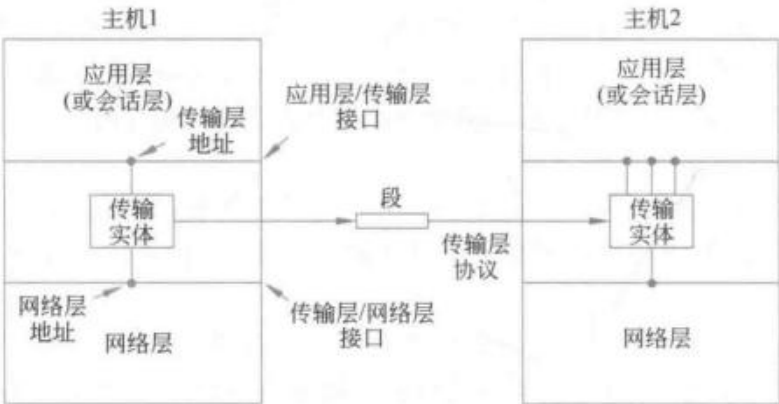 主机1
主机2
应用层
(或会话层)
传输层
地址
应用层/传输层
接口
应用层
(或会话层)
传输
实体
段
传输层
协议
传输
实体
网络层
地址
网络层
传输层/网络层
接口
网络层